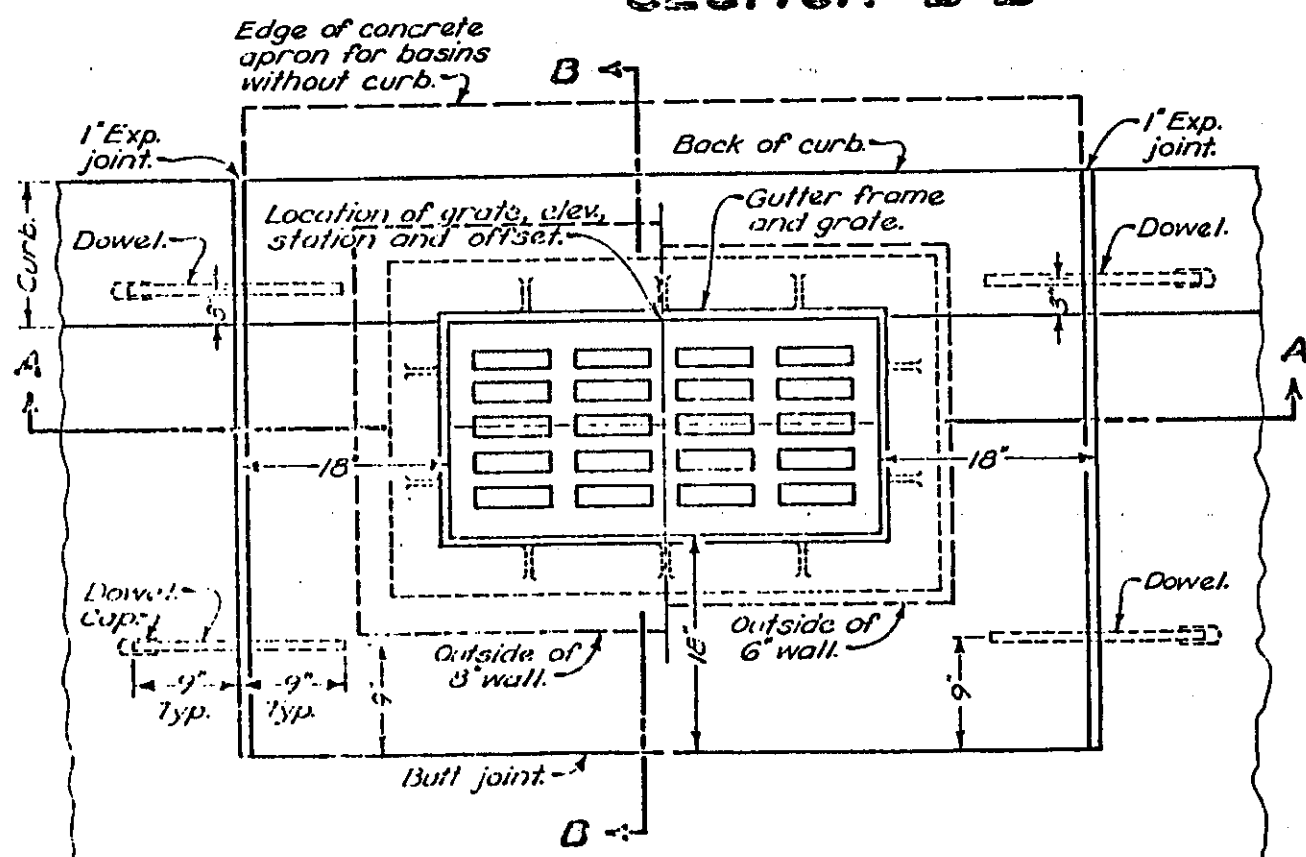 Edge of concrete
apron for basins
without curb.
B
1" Exp.
joint.
Back of curb.
1" Exp.
joint.
Curb.
Dowel.
Location of grate, elev,
station and offset.
Gutter frame
and grate.
Dowel.
3"
A
A
18"
18"
Dowel
Cap.
9"
Typ.
9"
Typ.
9"
Outside of
8" wall.
18"
Outside of
6" wall.
Dowel.
9"
Butt joint.
B